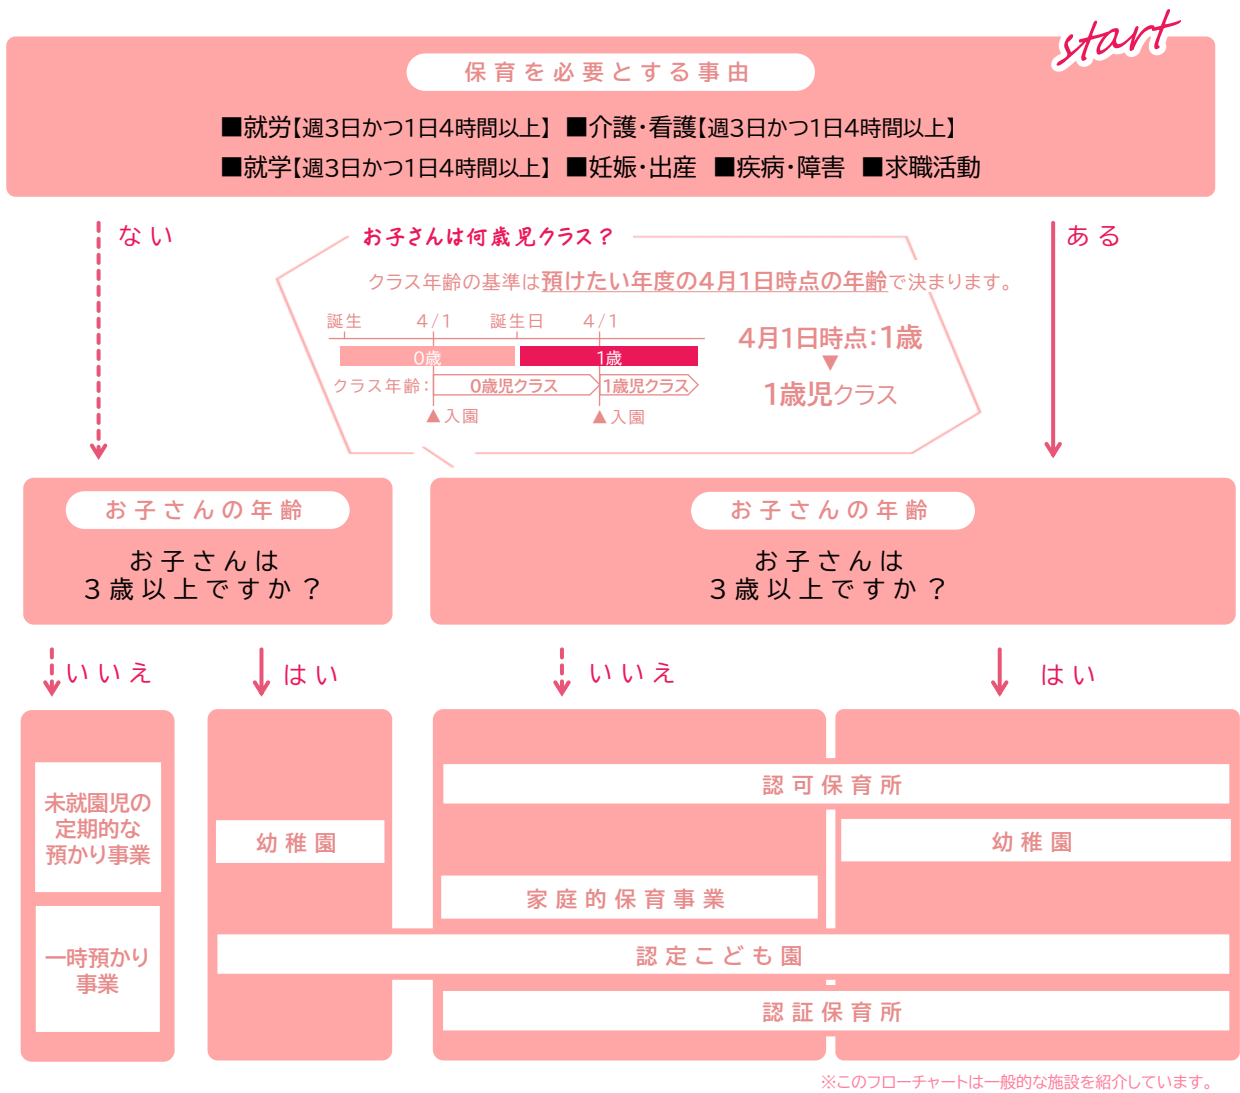 start
保育を必要とする事由
■就労【週3日かつ1日4時間以上】 ■介護・看護【週3日かつ1日4時間以上】
■就学【週3日かつ1日4時間以上】 ■妊娠・出産 ■疾病・障害 ■求職活動
ない
ある
お子さんは何歳児クラス？
クラス年齢の基準は預けたい年度の4月1日時点の年齢で決まります。
誕生 4/1 誕生日 4/1
0歳 1歳
クラス年齢： 0歳児クラス 1歳児クラス
▲入園 ▲入園
4月1日時点：1歳
▼
1歳児クラス
お子さんの年齢
お子さんは
3歳以上ですか？
お子さんの年齢
お子さんは
3歳以上ですか？
いいえ
はい
いいえ
はい
未就園児の
定期的な
預かり事業
一時預かり
事業
幼稚園
認可保育所
幼稚園
家庭的保育事業
認定こども園
認証保育所
※このフローチャートは一般的な施設を紹介しています。